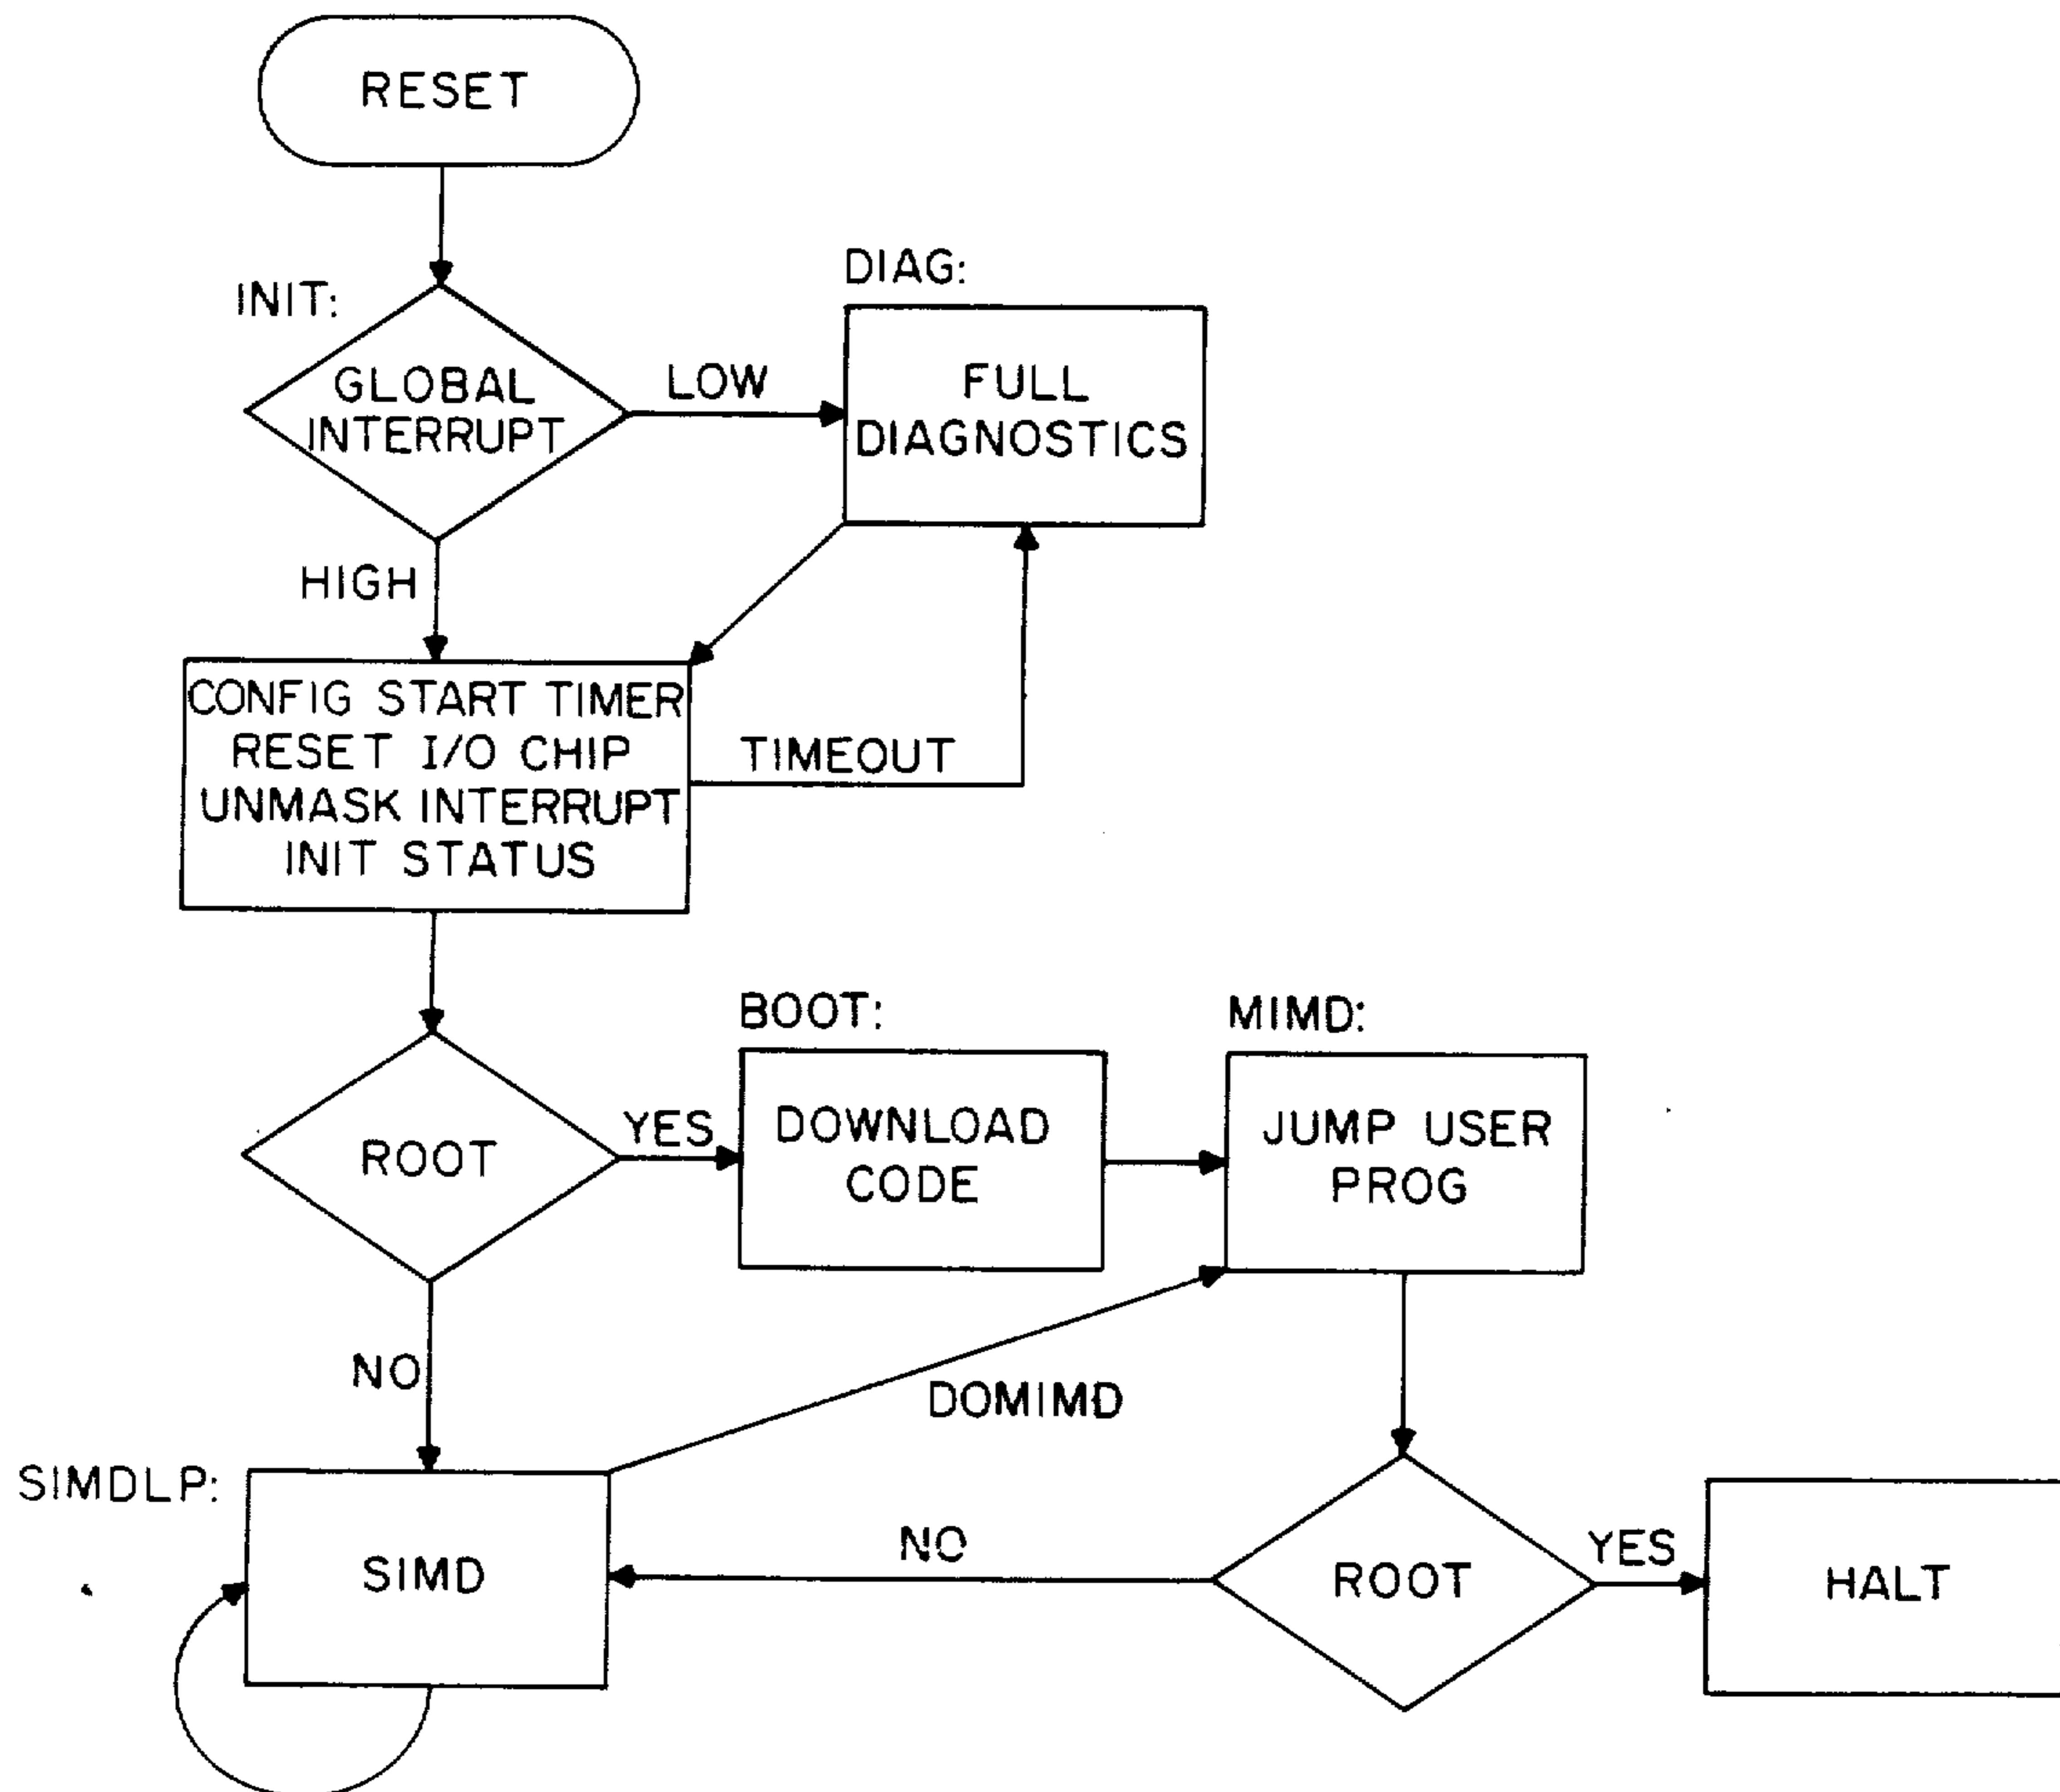 RESET
INIT:
GLOBAL
INTERRUPT
LOW
DIAG:
FULL
DIAGNOSTICS
HIGH
CONFIG START TIMER
RESET I/O CHIP
UNMASK INTERRUPT
INIT STATUS
TIMEOUT
ROOT
YES
BOOT:
DOWNLOAD
CODE
MIMD:
JUMP USER
PROG
NO
DOMIMD
SIMDLP:
SIMD
NO
ROOT
YES
HALT